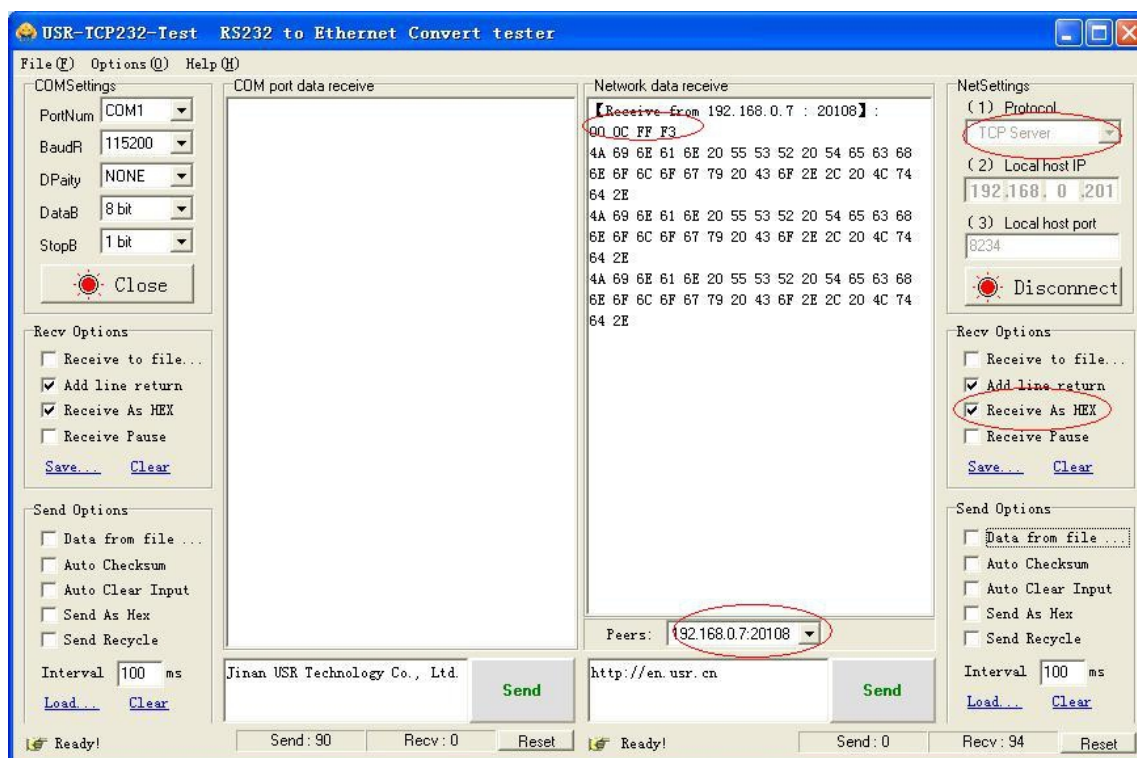 USR-TCP232-Test RS232 to Ethernet Convert tester
File(F) Options(O) Help(H)
COMSettings
PortNum COM1
BaudR 115200
DPaity NONE
DataB 8 bit
StopB 1 bit
Close
Recv Options
Receive to file...
Add line return
Receive As HEX
Receive Pause
Save... Clear
Send Options
Data from file ...
Auto Checksum
Auto Clear Input
Send As Hex
Send Recycle
Interval 100 ms
Load... Clear
COM port data receive
Jinan USR Technology Co., Ltd.
Send
Ready!
Send : 90
Recv : 0
Reset
Network data receive
【Receive from 192.168.0.7 : 20108】 :
00 0C FF F3
4A 69 6E 61 6E 20 55 53 52 20 54 65 63 68
6E 6F 6C 6F 67 79 20 43 6F 2E 2C 20 4C 74
64 2E
4A 69 6E 61 6E 20 55 53 52 20 54 65 63 68
6E 6F 6C 6F 67 79 20 43 6F 2E 2C 20 4C 74
64 2E
4A 69 6E 61 6E 20 55 53 52 20 54 65 63 68
6E 6F 6C 6F 67 79 20 43 6F 2E 2C 20 4C 74
64 2E
Peers: 192.168.0.7:20108
http://en.usr.cn
Send
Ready!
Send : 0
Recv : 94
Reset
NetSettings
(1) Protocol
TCP Server
(2) Local host IP
192.168. 0 .201
(3) Local host port
8234
Disconnect
Recv Options
Receive to file...
Add line return
Receive As HEX
Receive Pause
Save... Clear
Send Options
Data from file ...
Auto Checksum
Auto Clear Input
Send As Hex
Send Recycle
Interval 100 ms
Load... Clear